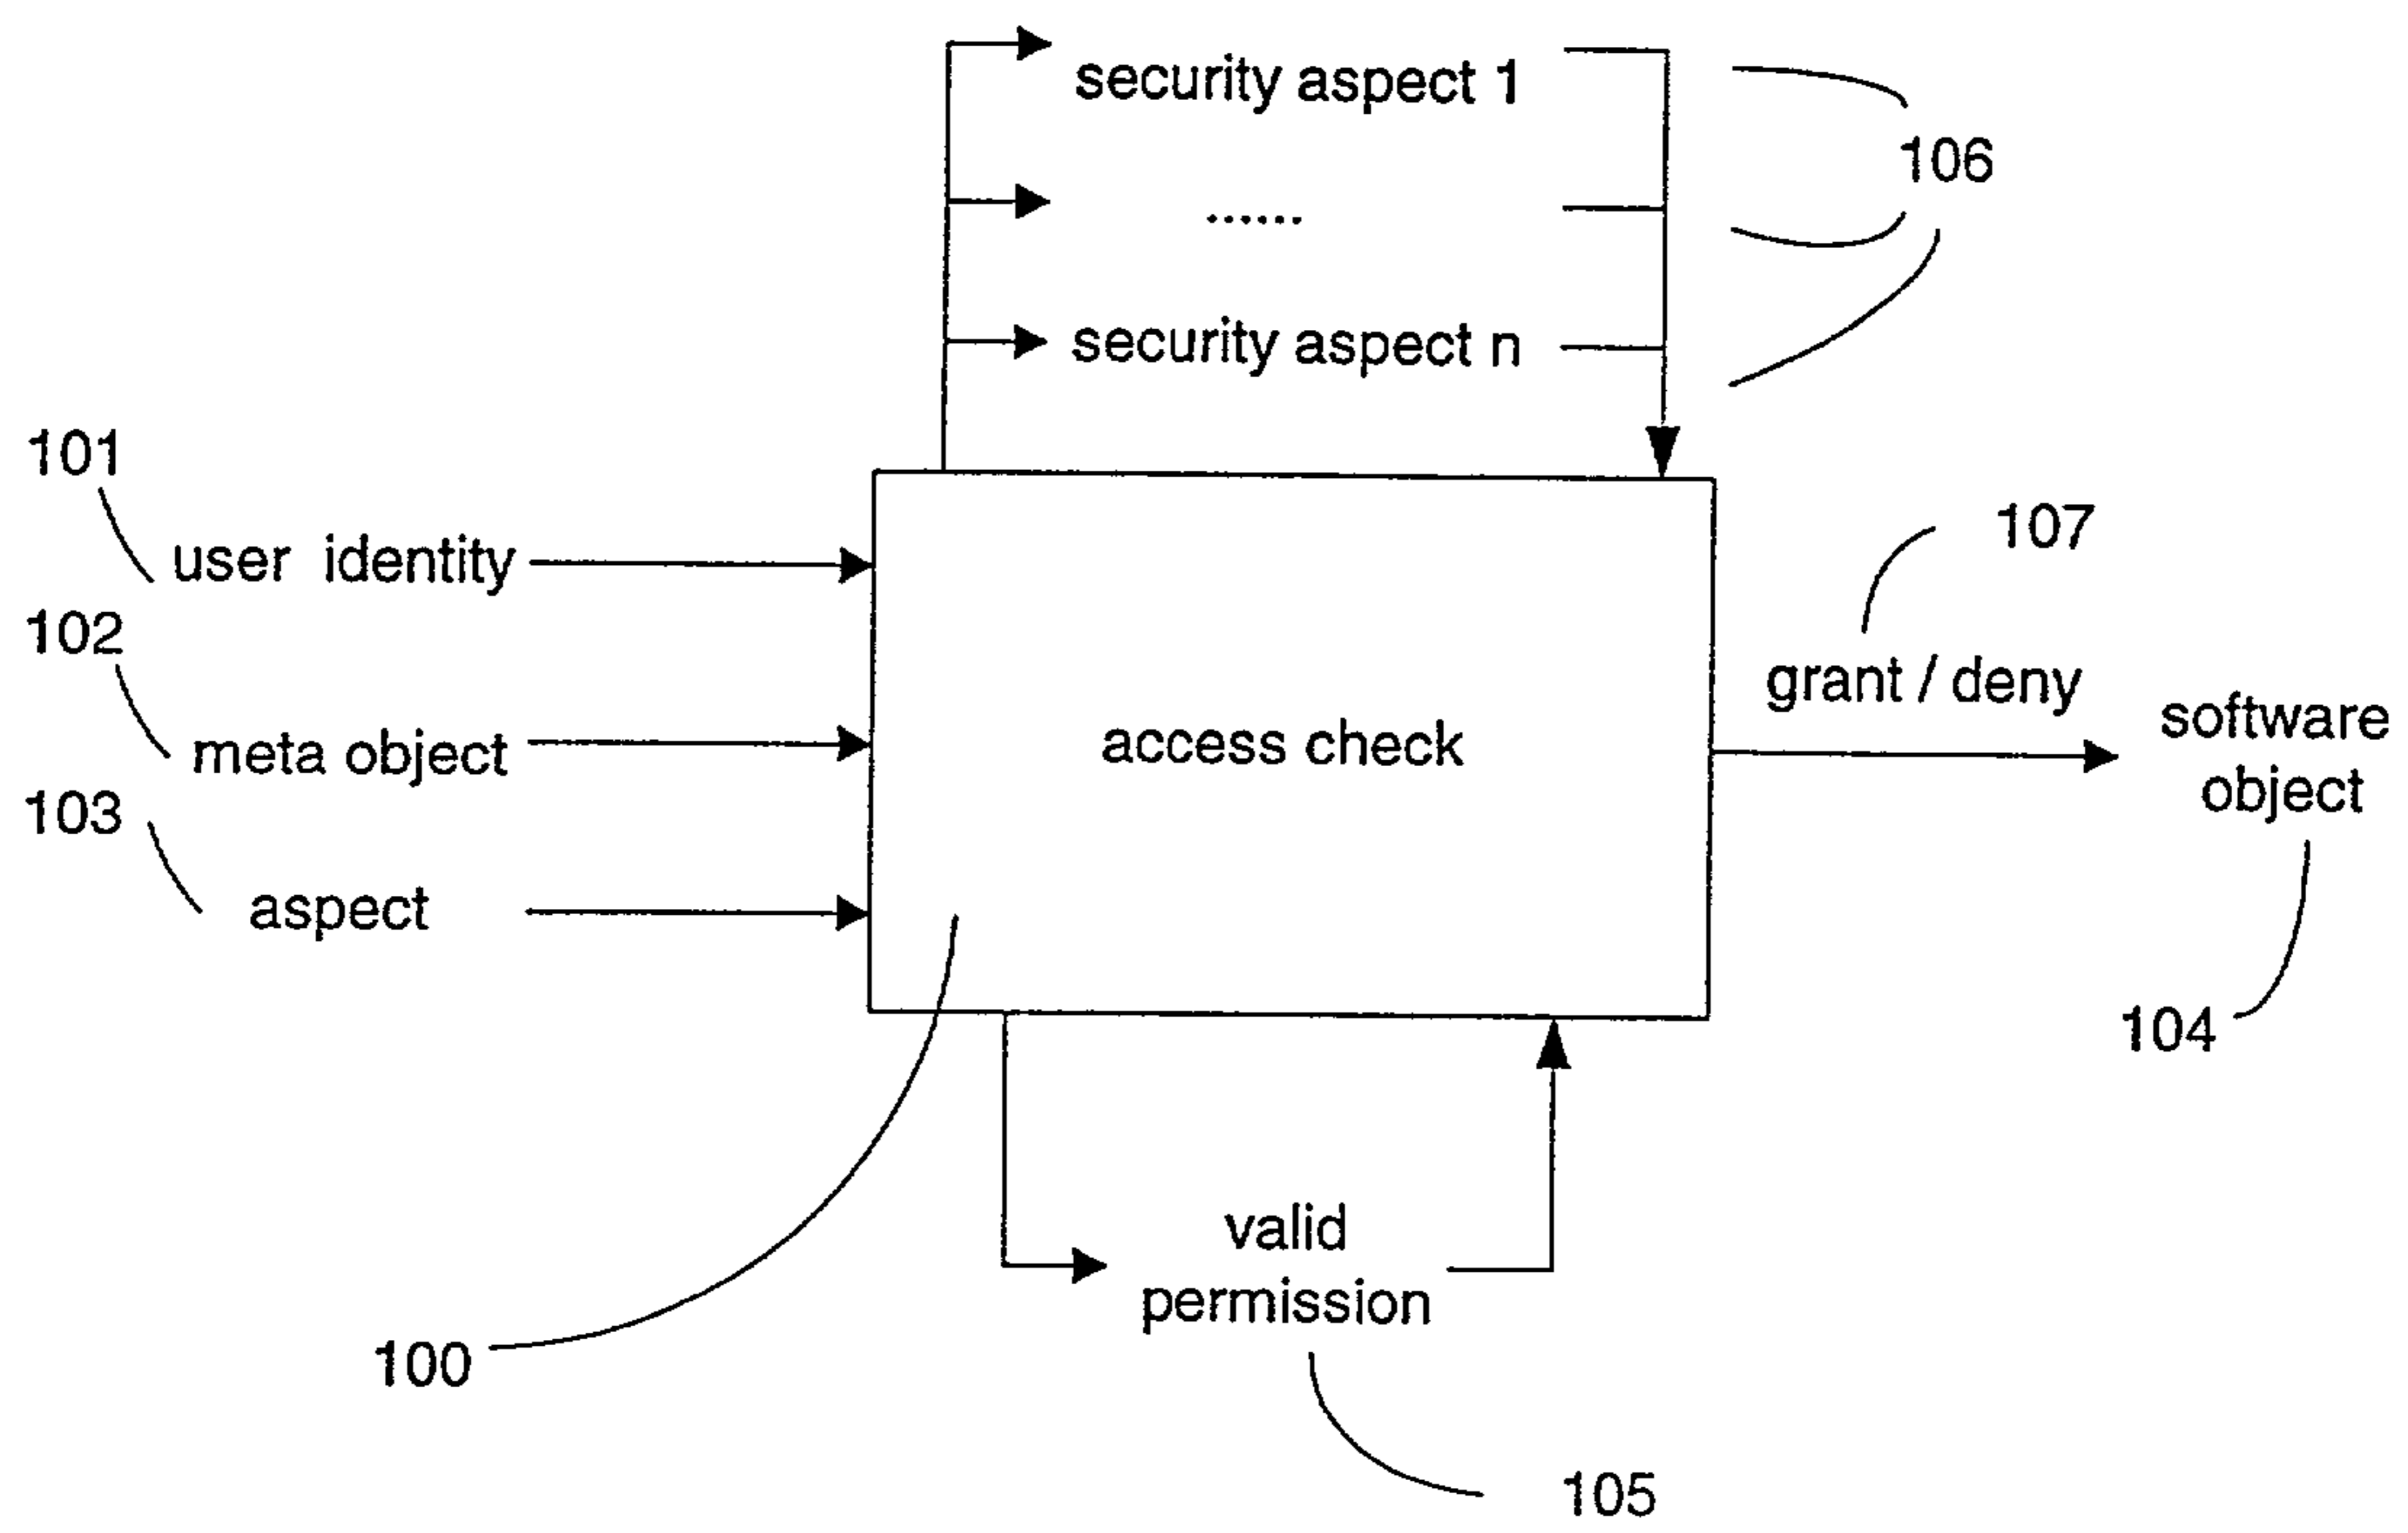 security aspect 1
106
......
security aspect n
101
user identity
107
102
grant / deny
software
object
meta object
access check
103
aspect
104
valid
permission
100
105